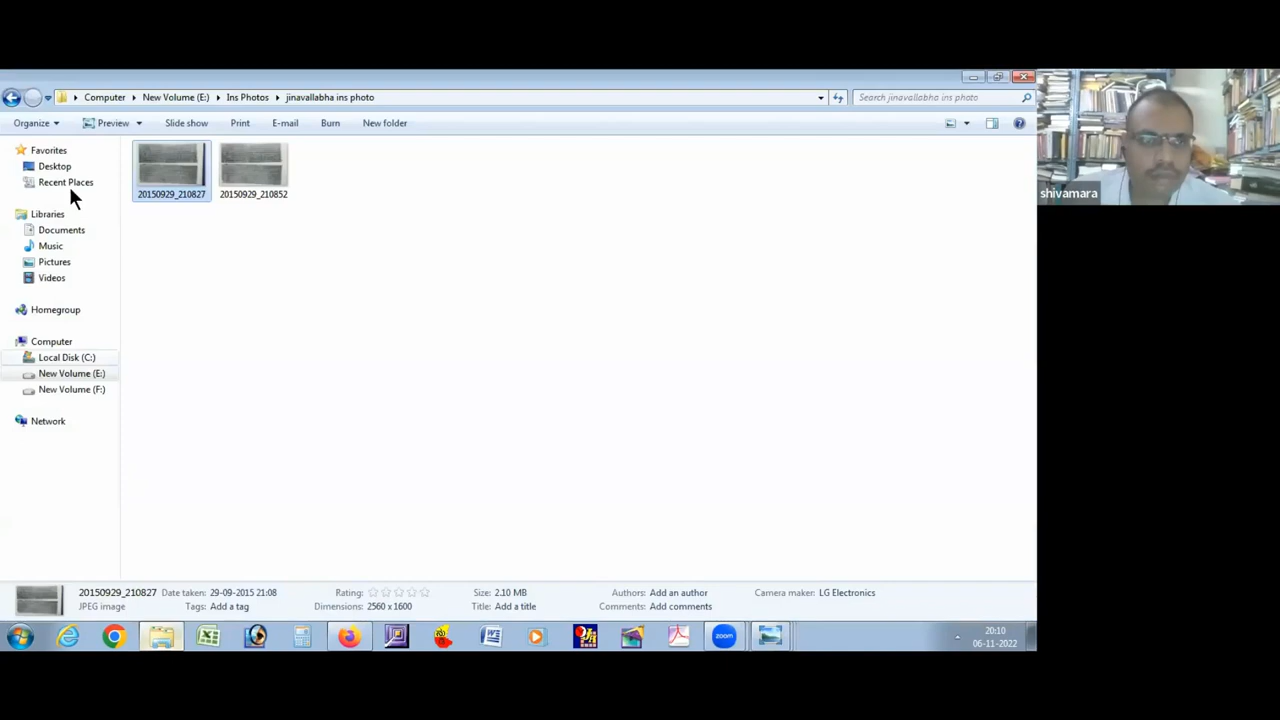 Computer New Volume (E:) Ins Photos jinavallabha ins photo
Search jinavallabha ins photo
Organize Preview Slide show Print E-mail Burn New folder
Favorites
Desktop
Recent Places
Libraries
Documents
Music
Pictures
Videos
Homegroup
Computer
Local Disk (C:)
New Volume (E:)
New Volume (F:)
Network
20150929_210827 20150929_210852
shivamara
20150929_210827 Date taken: 29-09-2015 21:08 Rating: Size: 2.10 MB Authors: Add an author Camera maker: LG Electronics
JPEG image Tags: Add a tag Dimensions: 2560 x 1600 Title: Add a title Comments: Add comments
zoom
20:10
06-11-2022